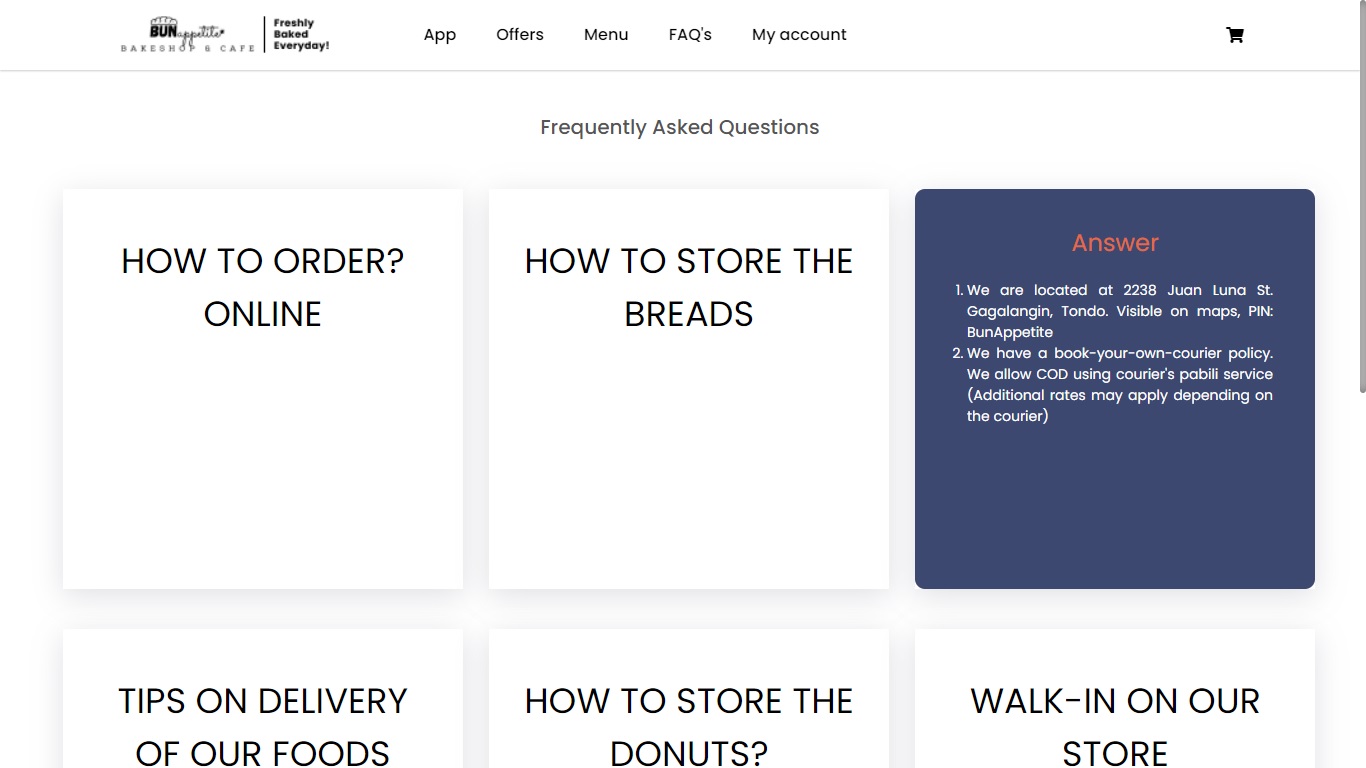 BUNappetite
BAKESHOP & CAFE
Freshly
Baked
Everyday!
App
Offers
Menu
FAQ's
My account
Frequently Asked Questions
HOW TO ORDER?
ONLINE
HOW TO STORE THE
BREADS
Answer
1. We are located at 2238 Juan Luna St.
Gagalangin, Tondo. Visible on maps, PIN:
BunAppetite
2. We have a book-your-own-courier policy.
We allow COD using courier's pabili service
(Additional rates may apply depending on
the courier)
TIPS ON DELIVERY
OF OUR FOODS
HOW TO STORE THE
DONUTS?
WALK-IN ON OUR
STORE